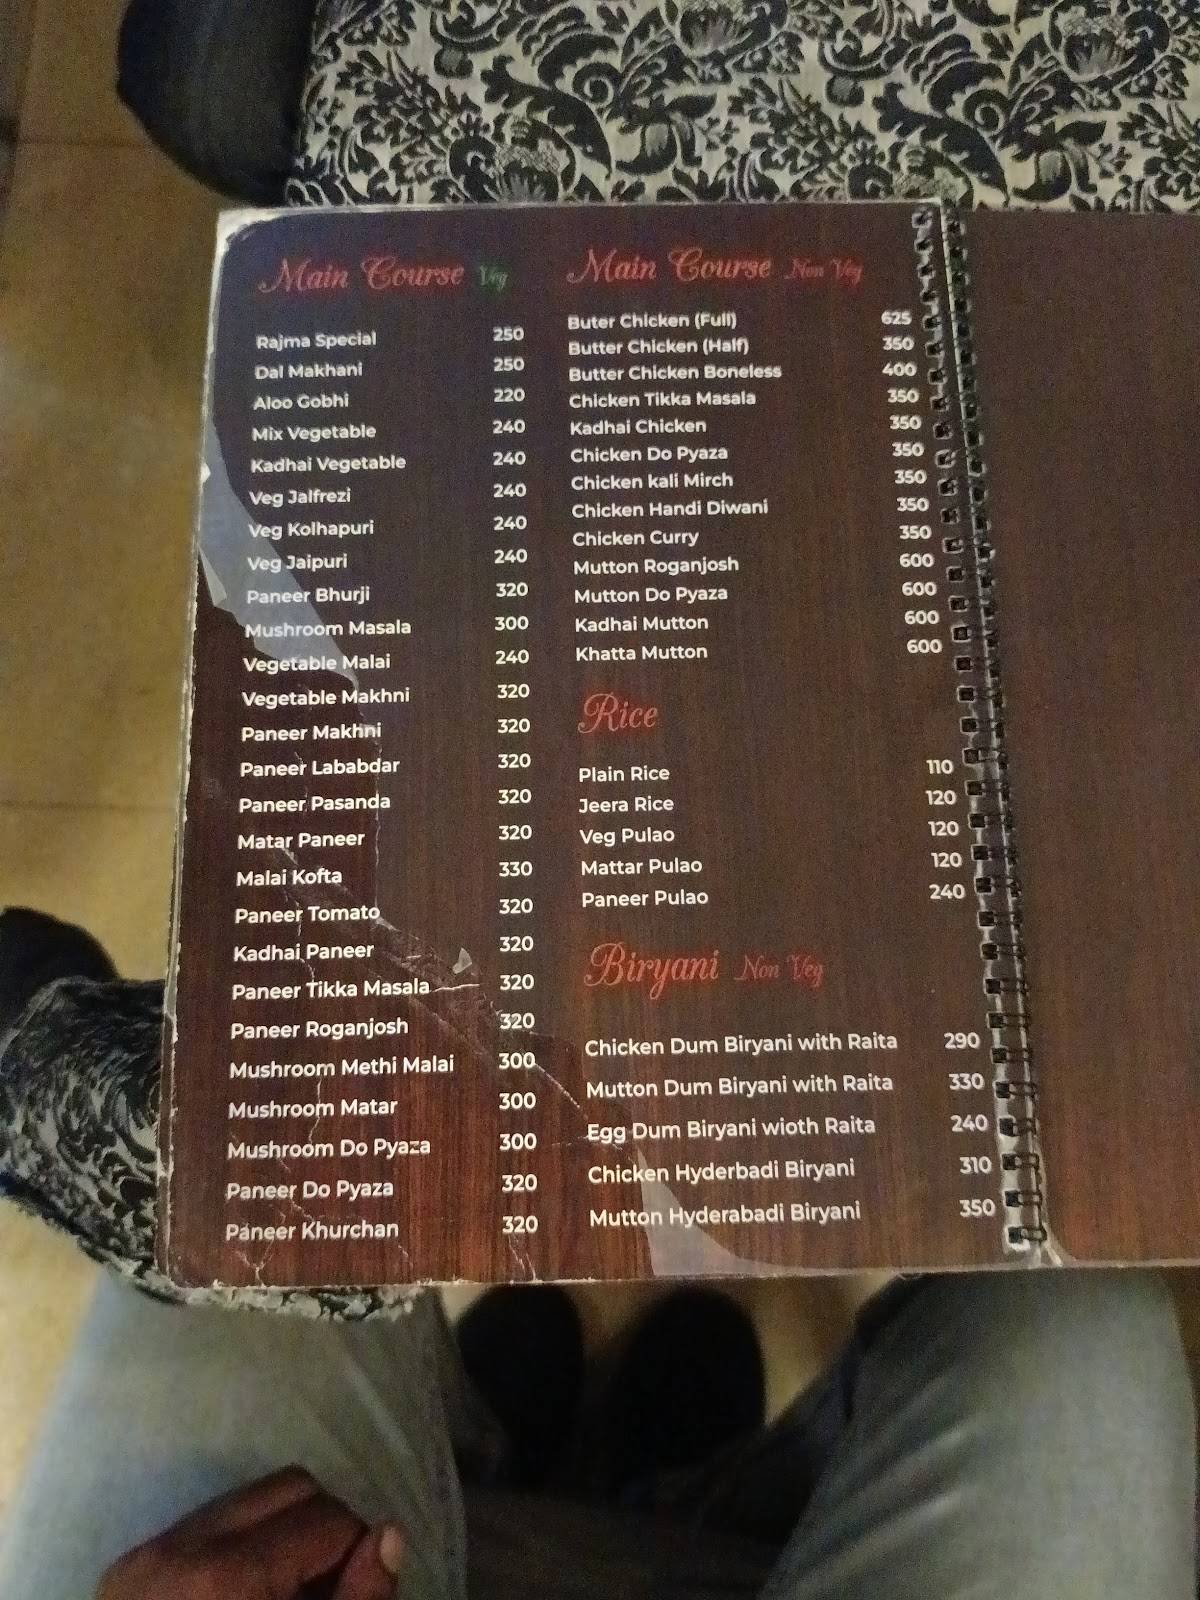 Main Course Veg
Rajma Special 250
Dal Makhani 250
Aloo Gobhi 220
Mix Vegetable 240
Kadhai Vegetable 240
Veg Jalfrezi 240
Veg Kolhapuri 240
Veg Jaipuri 240
Paneer Bhurji 320
Mushroom Masala 300
Vegetable Malai 240
Vegetable Makhni 320
Paneer Makhni 320
Paneer Lababdar 320
Paneer Pasanda 320
Matar Paneer 320
Malai Kofta 330
Paneer Tomato 320
Kadhai Paneer 320
Paneer Tikka Masala 320
Paneer Roganjosh 320
Mushroom Methi Malai 300
Mushroom Matar 300
Mushroom Do Pyaza 300
Paneer Do Pyaza 320
Paneer Khurchan 320
Main Course Non Veg
Buter Chicken (Full) 625
Butter Chicken (Half) 350
Butter Chicken Boneless 400
Chicken Tikka Masala 350
Kadhai Chicken 350
Chicken Do Pyaza 350
Chicken kali Mirch 350
Chicken Handi Diwani 350
Chicken Curry 350
Mutton Roganjosh 600
Mutton Do Pyaza 600
Kadhai Mutton 600
Khatta Mutton 600
Rice
Plain Rice 110
Jeera Rice 120
Veg Pulao 120
Mattar Pulao 120
Paneer Pulao 240
Biryani Non Veg
Chicken Dum Biryani with Raita 290
Mutton Dum Biryani with Raita 330
Egg Dum Biryani wioth Raita 240
Chicken Hyderbadi Biryani 310
Mutton Hyderabadi Biryani 350